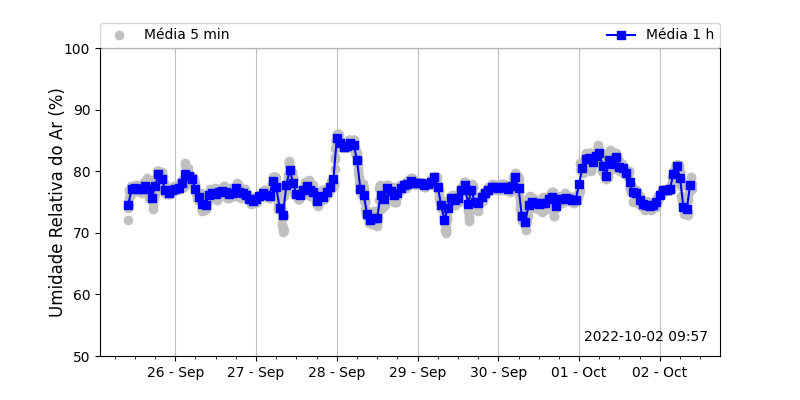 Média 5 min
Média 1 h
100
90
80
70
60
50
Umidade Relativa do Ar (%)
2022-10-02 09:57
26 - Sep
27 - Sep
28 - Sep
29 - Sep
30 - Sep
01 - Oct
02 - Oct